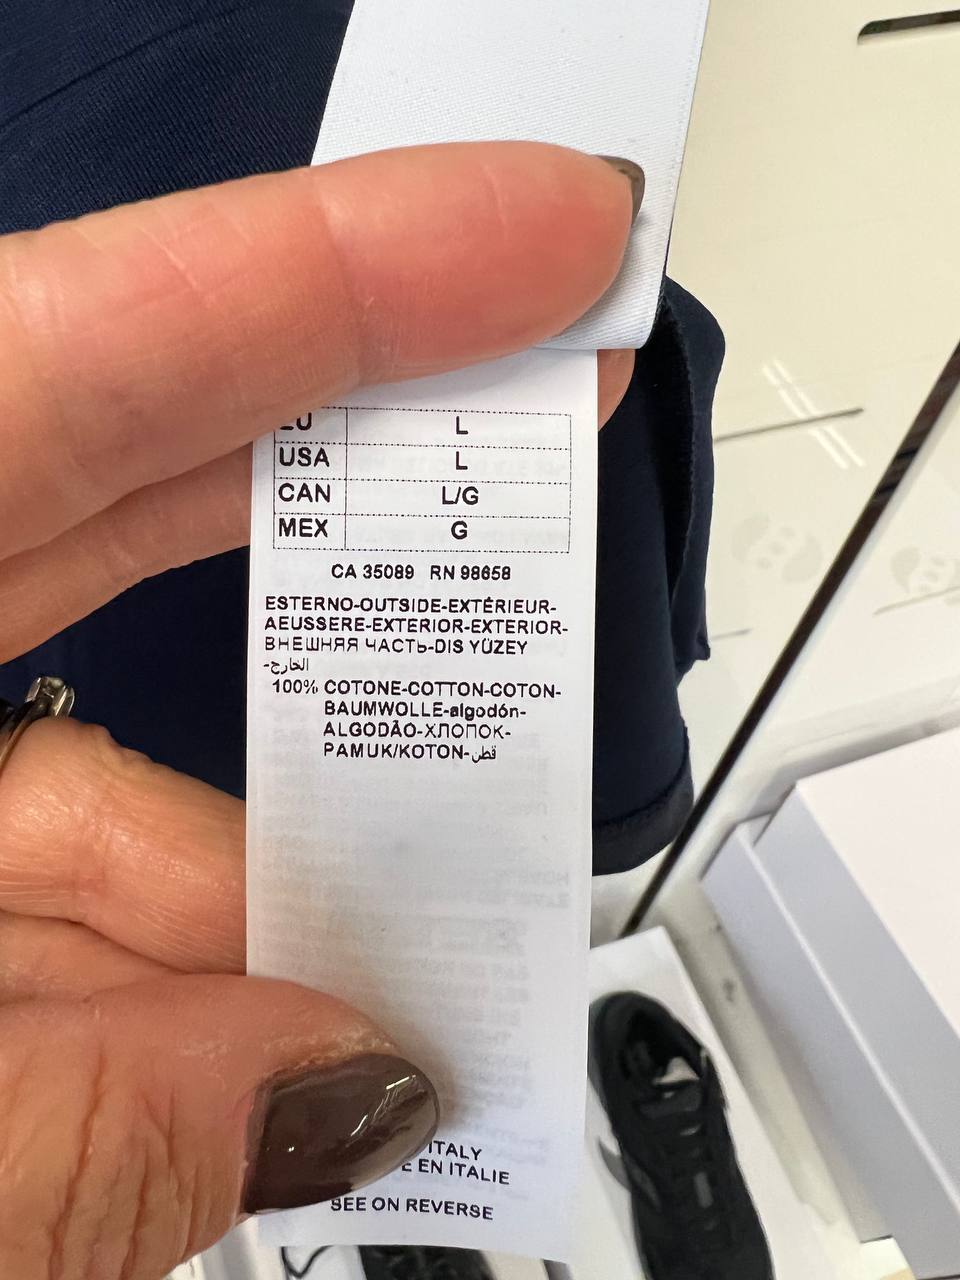 L
USA L
CAN L/G
MEX G
CA 35089 RN 98658
ESTERNO-OUTSIDE-EXTÉRIEUR-
AEUSSERE-EXTERIOR-EXTERIOR-
ВНЕШНЯЯ ЧАСТЬ-DIS YÜZEY
-الخارج
100% COTONE-COTTON-COTON-
BAUMWOLLE-algodón-
ALGODÃO-ХЛОПОК-
PAMUK/KOTON-قطن
ITALY
EN ITALIE
SEE ON REVERSE